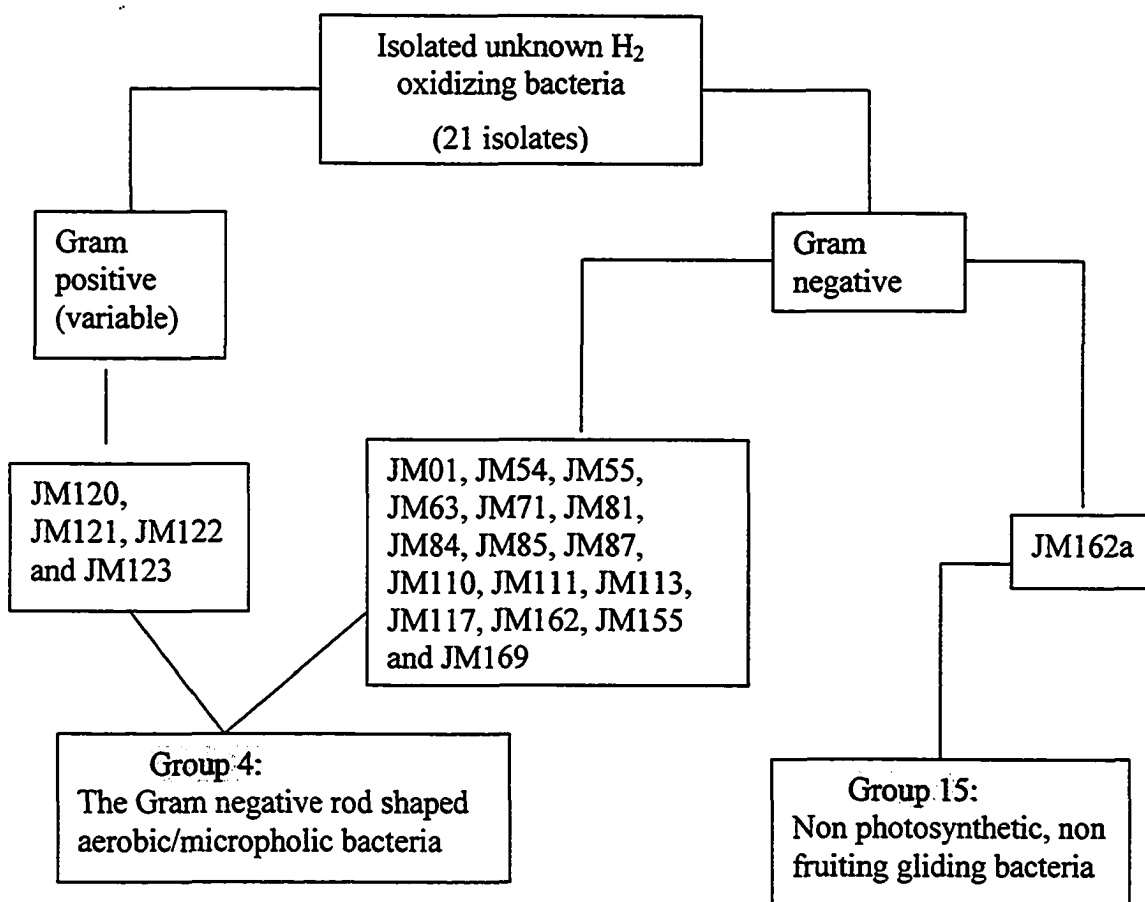 Isolated unknown H₂
oxidizing bacteria
(21 isolates)
Gram
positive
(variable)
Gram
negative
JM120,
JM121, JM122
and JM123
JM01, JM54, JM55,
JM63, JM71, JM81,
JM84, JM85, JM87,
JM110, JM111, JM113,
JM117, JM162, JM155
and JM169
JM162a
Group 4:
The Gram negative rod shaped
aerobic/micropholic bacteria
Group 15:
Non photosynthetic, non
fruiting gliding bacteria